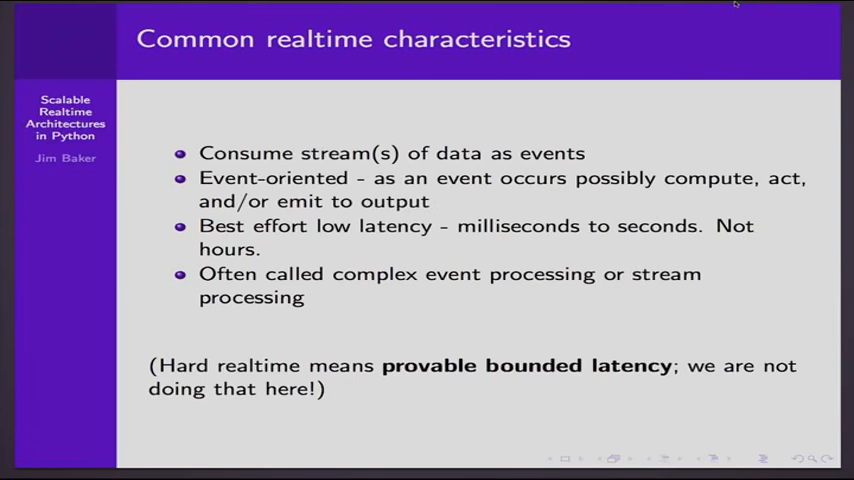 Common realtime characteristics
Scalable
Realtime
Architectures
in Python
Jim Baker
Consume stream(s) of data as events
Event-oriented - as an event occurs possibly compute, act,
and/or emit to output
Best effort low latency - milliseconds to seconds. Not
hours.
Often called complex event processing or stream
processing
(Hard realtime means provable bounded latency; we are not
doing that here!)